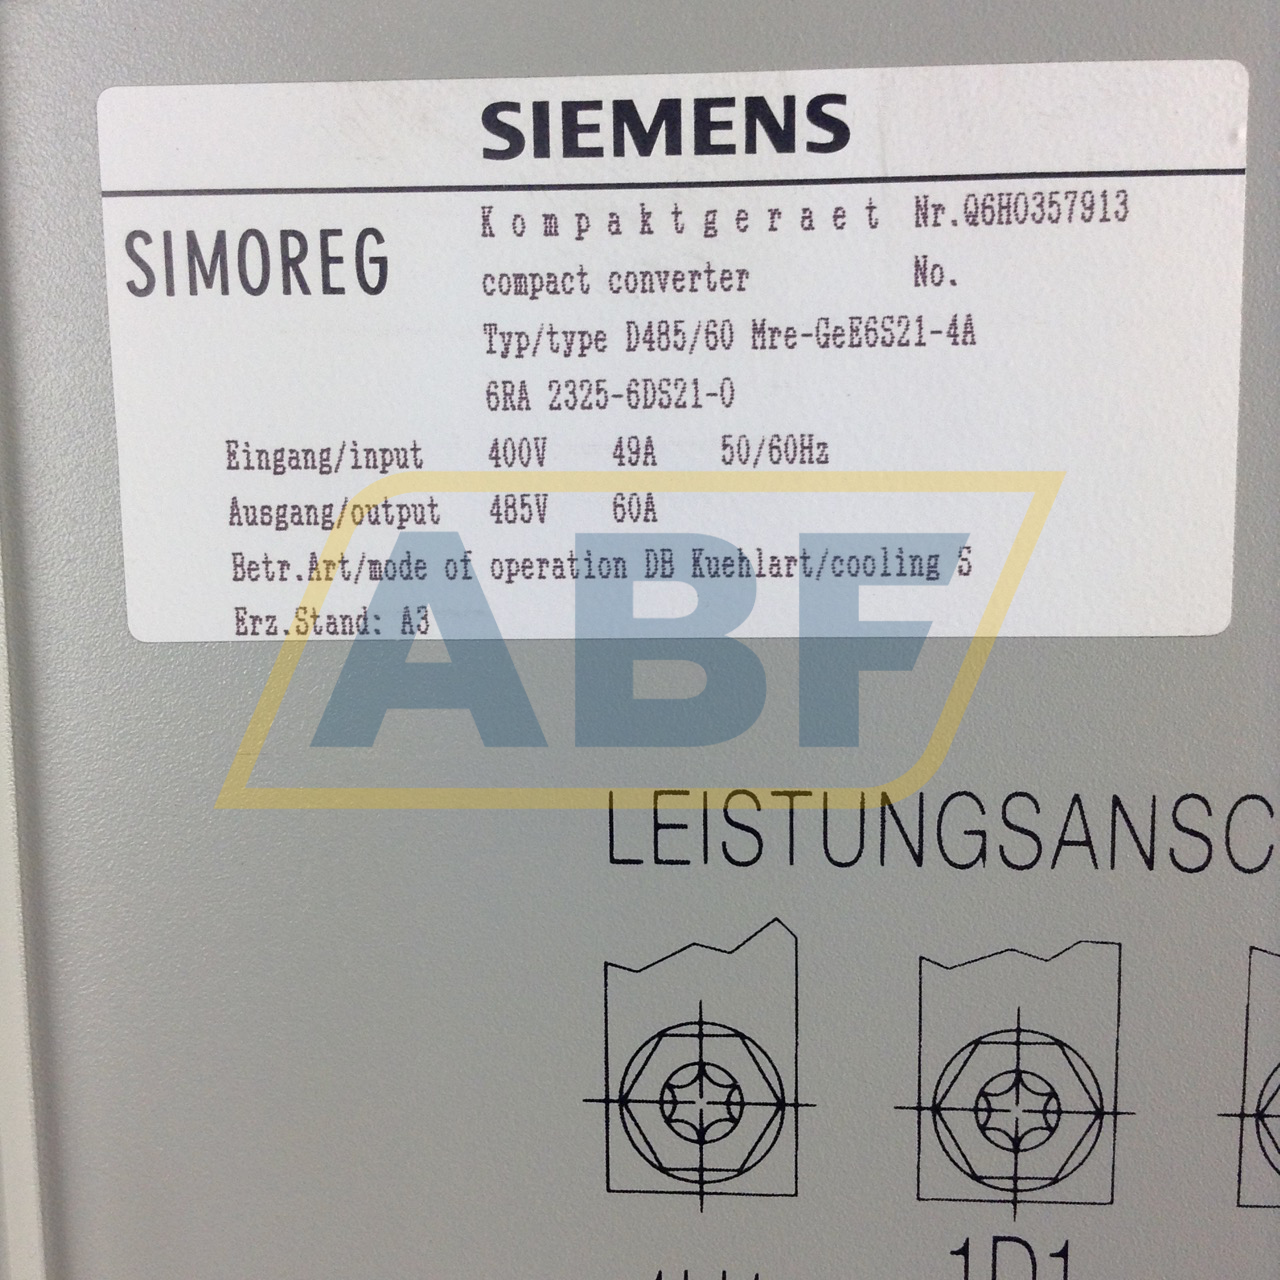 SIEMENS
SIMOREG
Kompaktgeraet Nr.Q6H0357913
compact converter No.
Typ/type D485/60 Mre-GeE6S21-4A
6RA 2325-6DS21-0
Eingang/input 400V 49A 50/60Hz
Ausgang/output 485V 60A
Betr.Art/mode of operation DB Kuehlart/cooling S
Erz.Stand: A3
ABF
LEISTUNGSANSC
1D1